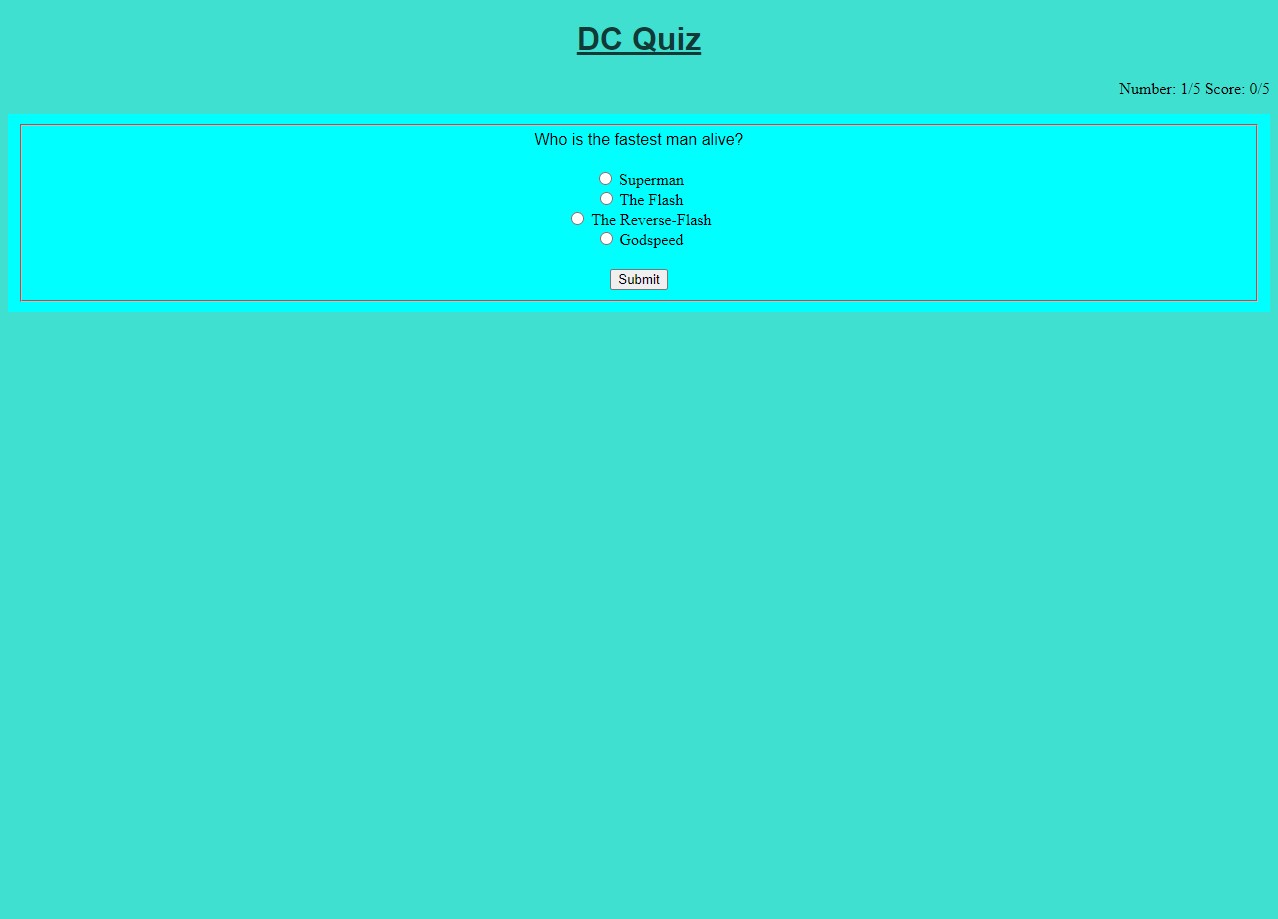 DC Quiz
Number: 1/5 Score: 0/5
Who is the fastest man alive?
Superman
The Flash
The Reverse-Flash
Godspeed
Submit